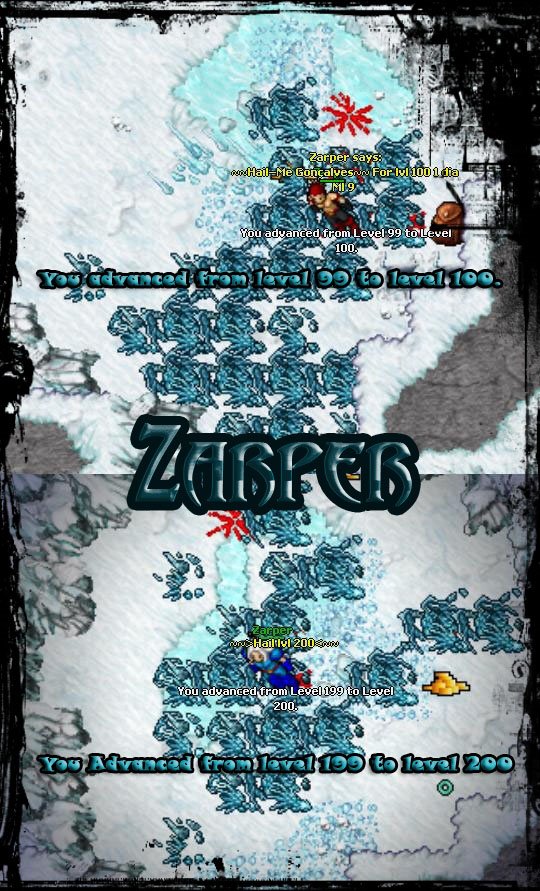 Zarper says:
~~Hail-Me Gonçalves~~ For lvl 100 1 dia
Ml 9
You advanced from Level 99 to Level
100.
You advanced from level 99 to level 100.
Zarper
Zarper
~~>Hail lvl 200<~~
You advanced from Level 199 to Level
200.
You Advanced from level 199 to level 200